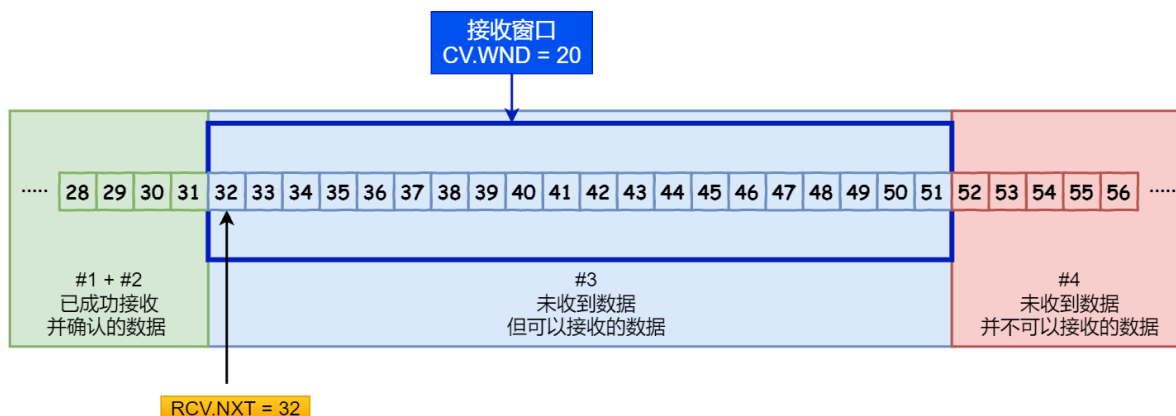 接收窗口
CV.WND = 20
..... 28 29 30 31 32 33 34 35 36 37 38 39 40 41 42 43 44 45 46 47 48 49 50 51 52 53 54 55 56 .....
#1 + #2
已成功接收
并确认的数据
#3
未收到数据
但可以接收的数据
#4
未收到数据
并不可以接收的数据
RCV.NXT = 32